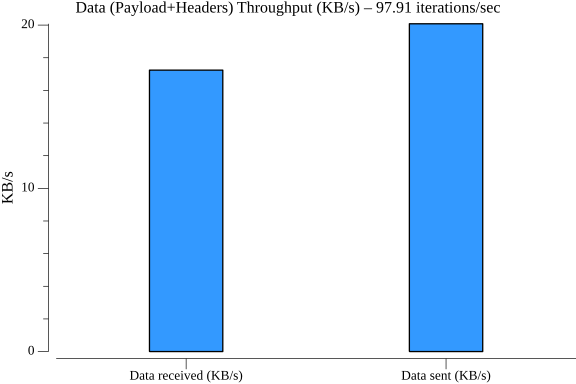 Data (Payload+Headers) Throughput (KB/s) – 97.91 iterations/sec
20
10
0
KB/s
Data received (KB/s)
Data sent (KB/s)